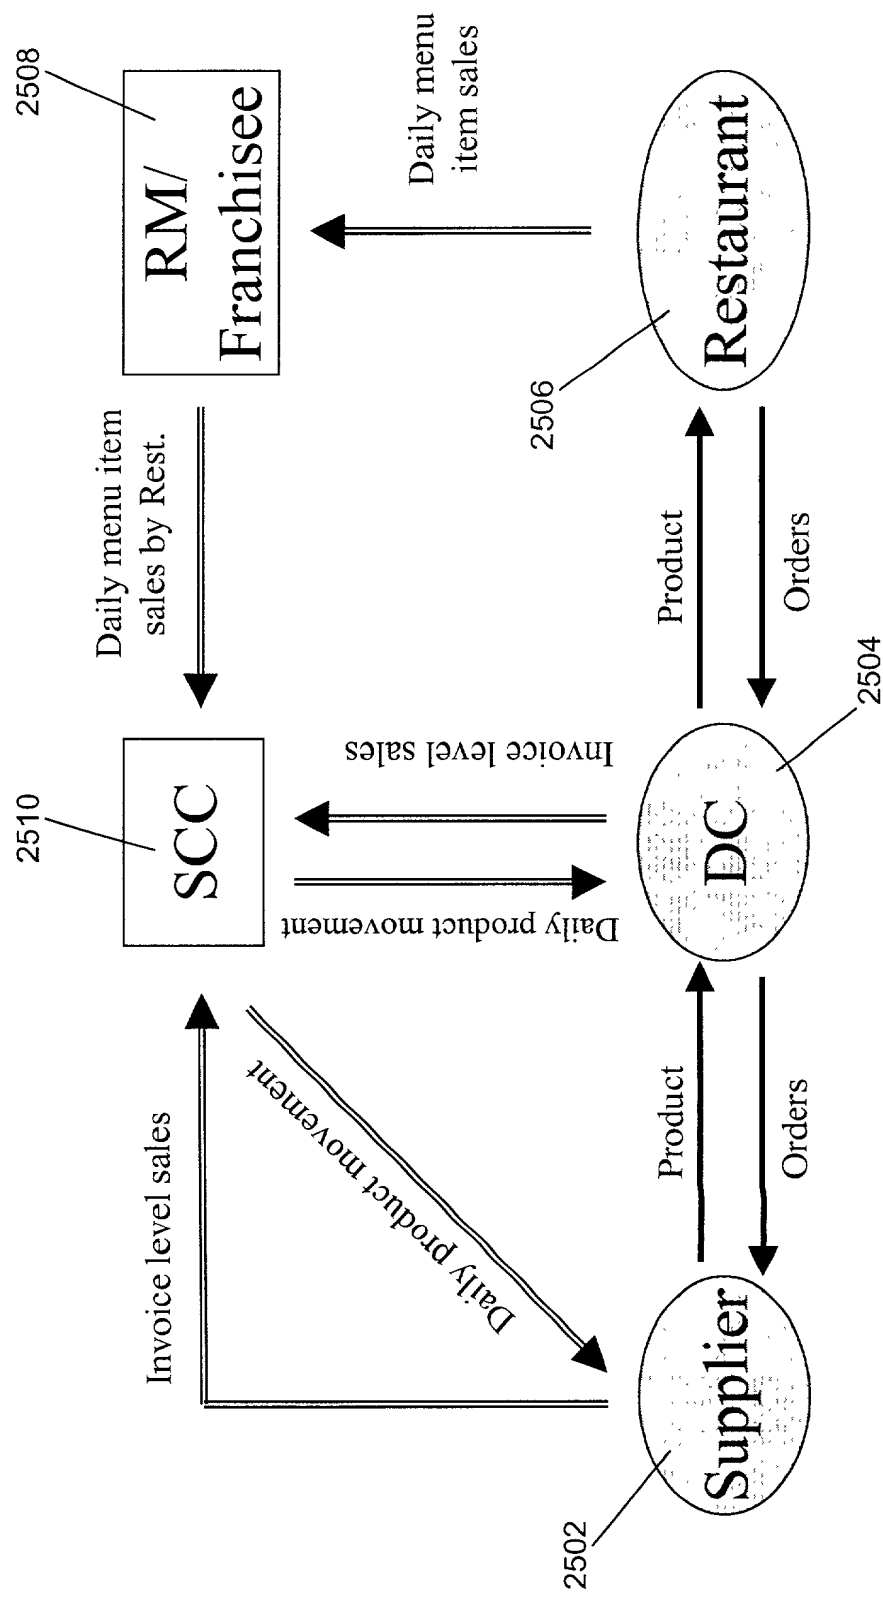 2510
2508
SCC
RM/
Franchisee
Daily menu item
sales by Rest.
Invoice level sales
Daily product movement
Daily product movement
Invoice level sales
Daily menu
item sales
2506
Supplier
DC
Restaurant
Product
Product
Orders
Orders
2502
2504